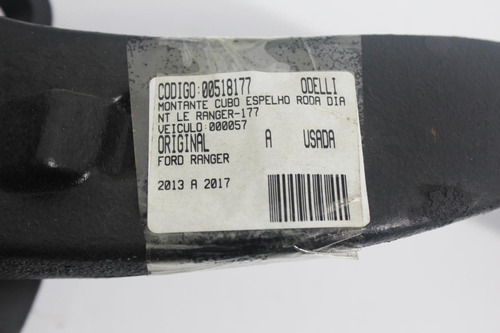 CODIGO:00518177 ODELLI
MONTANTE CUBO ESPELHO RODA DIA
NT LE RANGER-177
VEICULO:000057
ORIGINAL A USADA
FORD RANGER
2013 A 2017